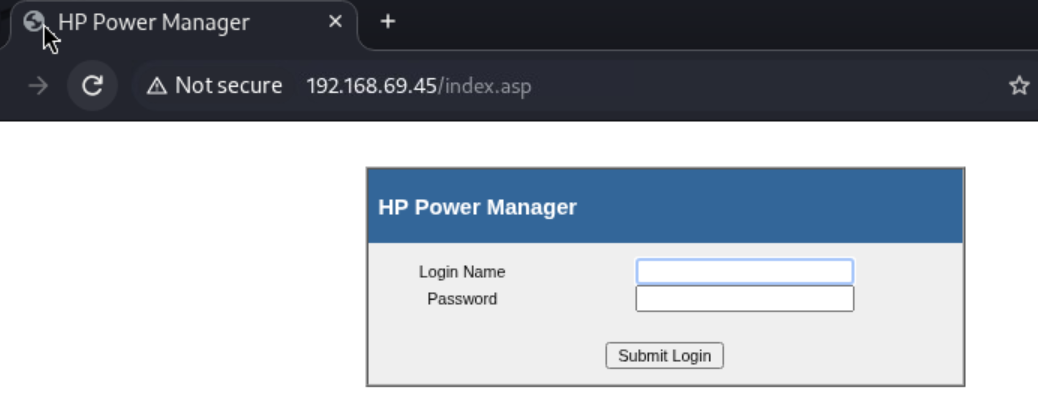 HP Power Manager
Not secure 192.168.69.45/index.asp
HP Power Manager
Login Name
Password
Submit Login